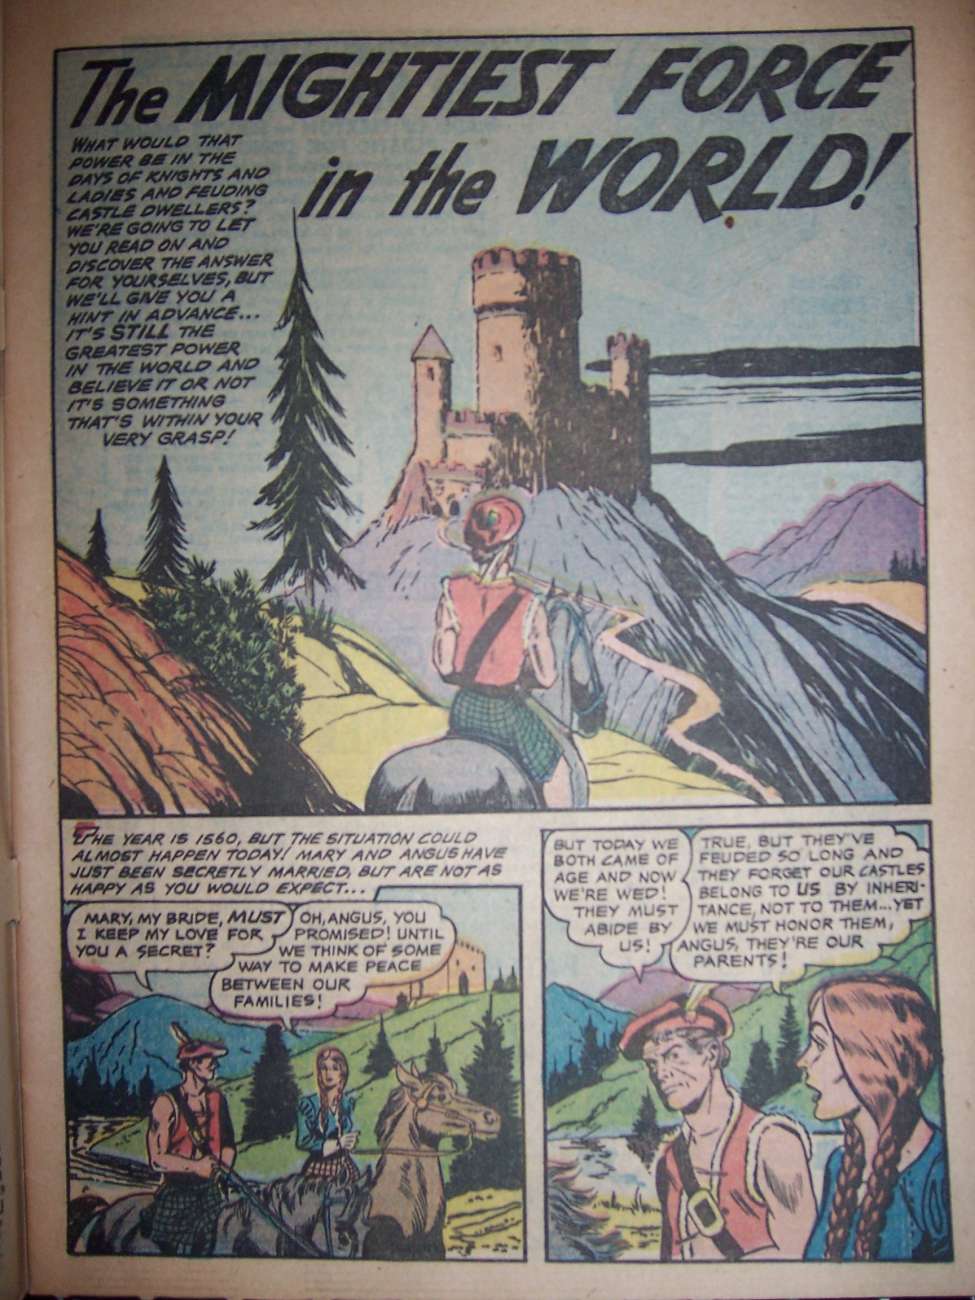 The MIGHTIEST FORCE
in the WORLD!
WHAT WOULD THAT
POWER BE IN THE
DAYS OF KNIGHTS AND
LADIES AND FEUDING
CASTLE DWELLERS?
WE'RE GOING TO LET
YOU READ ON AND
DISCOVER THE ANSWER
FOR YOURSELVES, BUT
WE'LL GIVE YOU A
HINT IN ADVANCE...
IT'S STILL THE
GREATEST POWER
IN THE WORLD AND
BELIEVE IT OR NOT
IT'S SOMETHING
THAT'S WITHIN YOUR
VERY GRASP!
THE YEAR IS 1560, BUT THE SITUATION COULD
ALMOST HAPPEN TODAY! MARY AND ANGUS HAVE
JUST BEEN SECRETLY MARRIED, BUT ARE NOT AS
HAPPY AS YOU WOULD EXPECT...
MARY, MY BRIDE, MUST
I KEEP MY LOVE FOR
YOU A SECRET?
OH, ANGUS, YOU
PROMISED! UNTIL
WE THINK OF SOME
WAY TO MAKE PEACE
BETWEEN OUR
FAMILIES!
BUT TODAY WE
BOTH CAME OF
AGE AND NOW
WE'RE WED!
THEY MUST
ABIDE BY
US!
TRUE, BUT THEY'VE
FEUDED SO LONG AND
THEY FORGET OUR CASTLES
BELONG TO US BY INHERI-
TANCE, NOT TO THEM...YET
WE MUST HONOR THEM,
ANGUS, THEY'RE OUR
PARENTS!